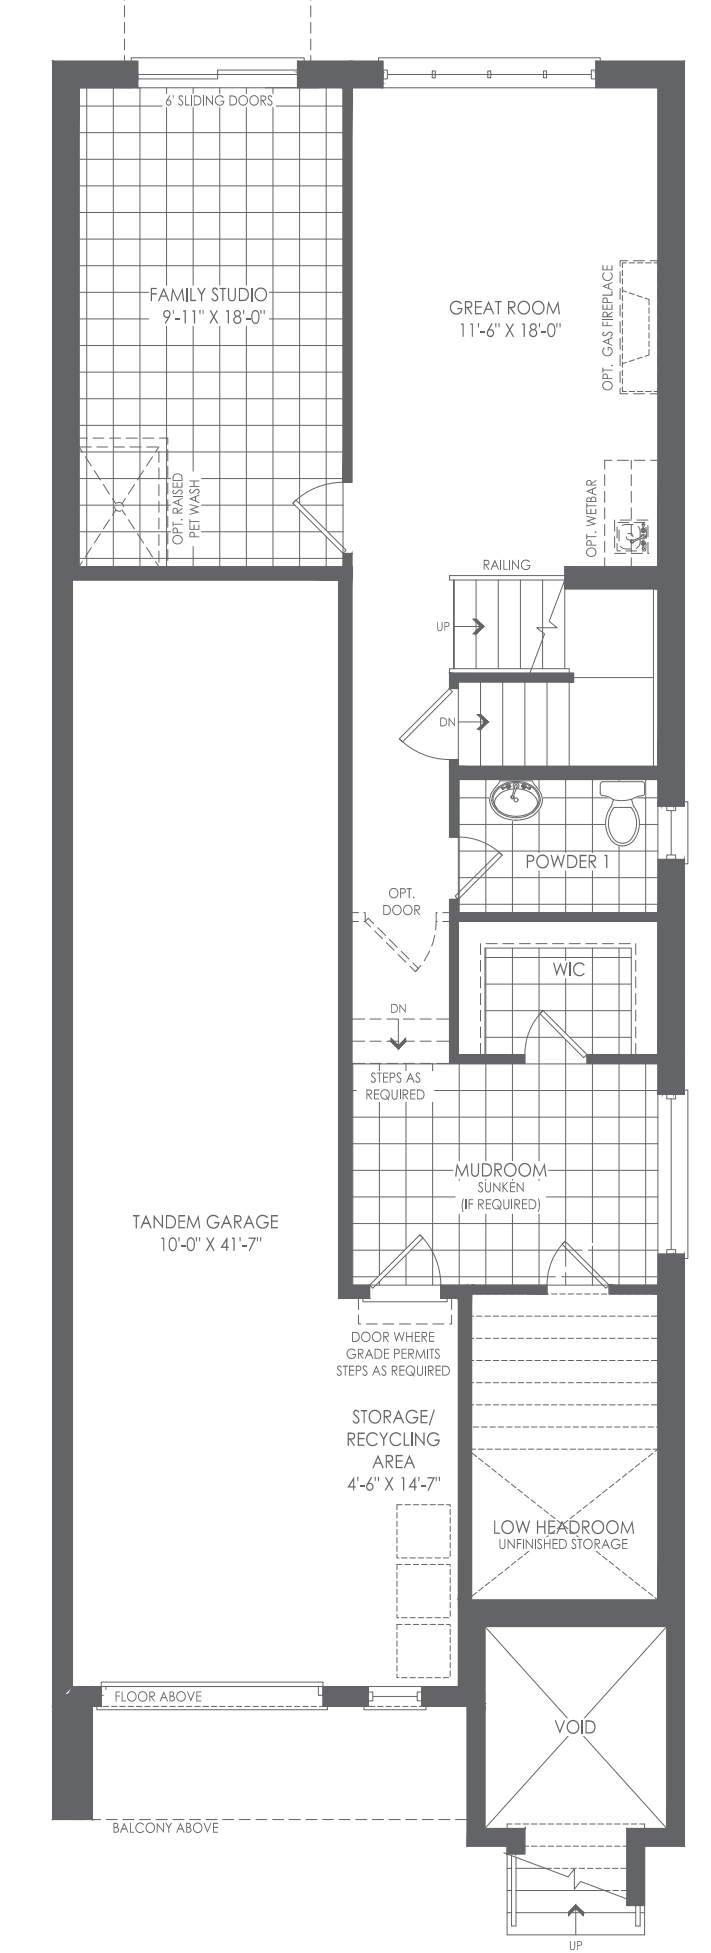 6' SLIDING DOORS
FAMILY STUDIO
9'-11" X 18'-0"
GREAT ROOM
11'-6" X 18'-0"
OPT. GAS FIREPLACE
OPT. RAISED
PET WASH
OPT. WETBAR
RAILING
UP
DN
POWDER 1
OPT.
DOOR
WIC
DN
STEPS AS
REQUIRED
MUDROOM
SUNKEN
(IF REQUIRED)
TANDEM GARAGE
10'-0" X 41'-7"
DOOR WHERE
GRADE PERMITS
STEPS AS REQUIRED
STORAGE/
RECYCLING
AREA
4'-6" X 14'-7"
LOW HEADROOM
UNFINISHED STORAGE
FLOOR ABOVE
VOID
BALCONY ABOVE
UP